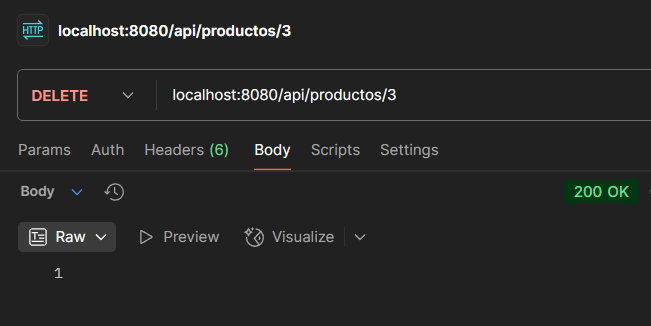 HTTP localhost:8080/api/productos/3
DELETE localhost:8080/api/productos/3
Params Auth Headers (6) Body Scripts Settings
Body 200 OK
Raw Preview Visualize
1